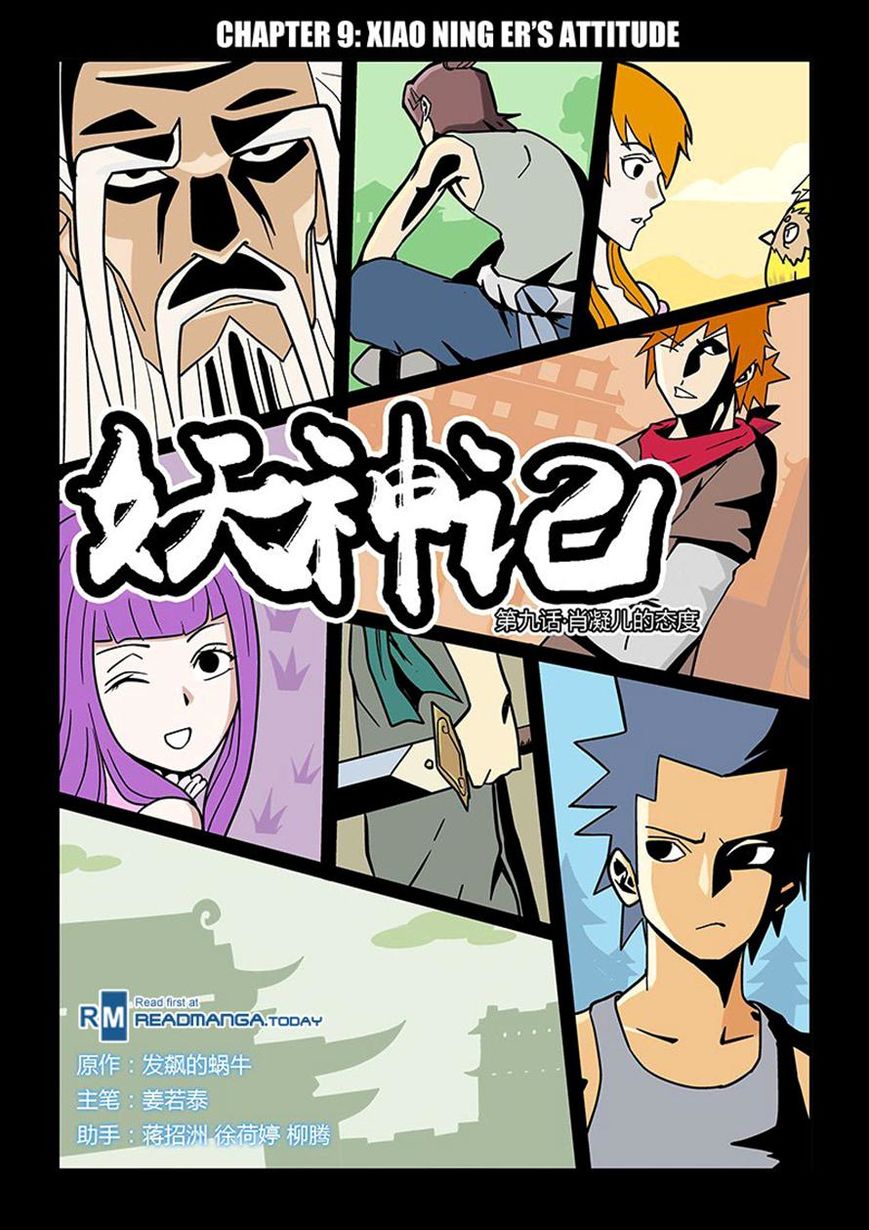 CHAPTER 9: XIAO NING ER'S ATTITUDE
妖神记
第九话·肖凝儿的态度
RM Read first at
READMANGA.TODAY
原作：发飙的蜗牛
主笔：姜若泰
助手：蒋招洲 徐荷婷 柳腾